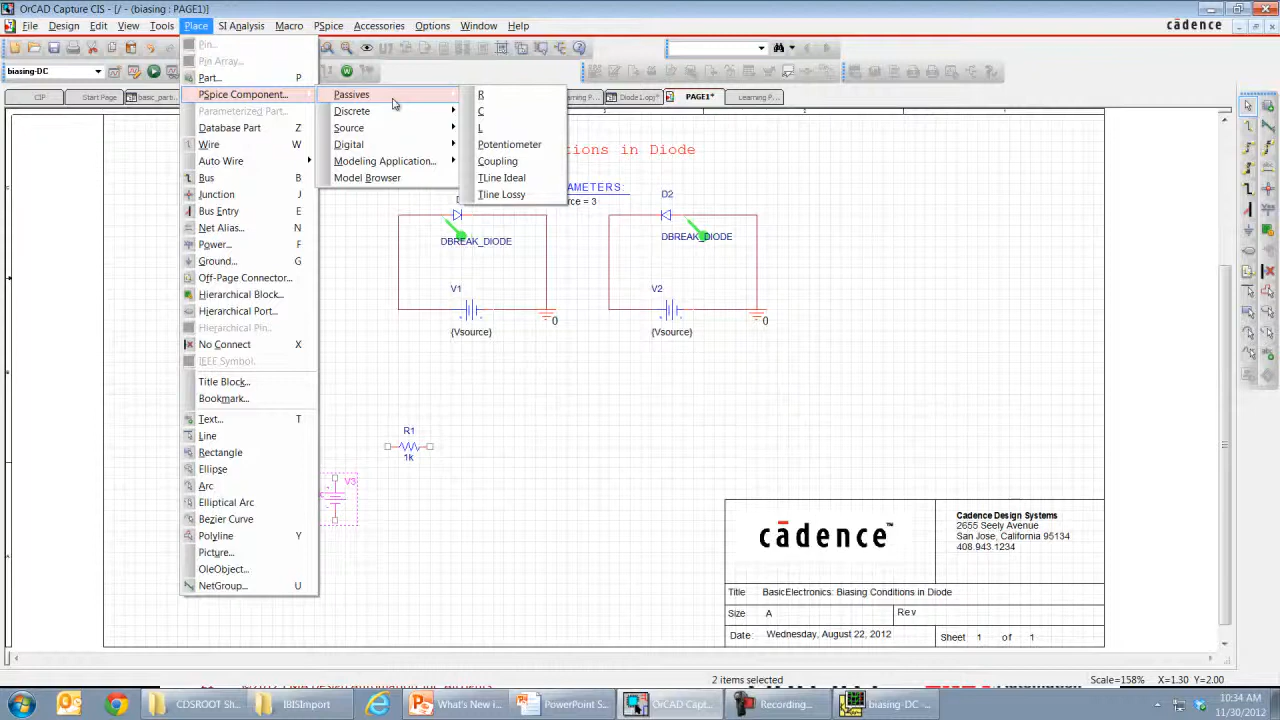 OrCAD Capture CIS - [/ - (biasing : PAGE1)]
File Design Edit View Tools Place SI Analysis Macro PSpice Accessories Options Window Help
cādence
biasing-DC
CIP Start Page Diode1.opj* PAGE1* Learning P...
Pin...
Pin Array...
Part... P
PSpice Component...
Parameterized Part...
Database Part Z
Wire W
Auto Wire
Bus B
Junction J
Bus Entry E
Net Alias... N
Power... F
Ground... G
Off-Page Connector...
Hierarchical Block...
Hierarchical Port...
Hierarchical Pin...
No Connect X
IEEE Symbol...
Title Block...
Bookmark...
Text... T
Line
Rectangle
Ellipse
Arc
Elliptical Arc
Bezier Curve
Polyline Y
Picture...
OleObject...
NetGroup... U
Passives
Discrete
Source
Digital
Modeling Application...
Model Browser
R
C
L
Potentiometer
Coupling
TLine Ideal
Tline Lossy
in Diode
AMETERS:
= 3
DBREAK_DIODE
V1
0
{Vsource}
D2
DBREAK_DIODE
V2
0
{Vsource}
R1
1k
V3
cādence™
Cadence Design Systems
2655 Seely Avenue
San Jose, California 95134
408.943.1234
Title BasicElectronics: Biasing Conditions in Diode
Size A Rev
Date: Wednesday, August 22, 2012 Sheet 1 of 1
2 items selected Scale=158% X=1.30 Y=2.00
CDSROOT Sh... IBISImport What's New i... PowerPoint S... OrCAD Capt... Recording... biasing-DC -...
10:34 AM
11/30/2012